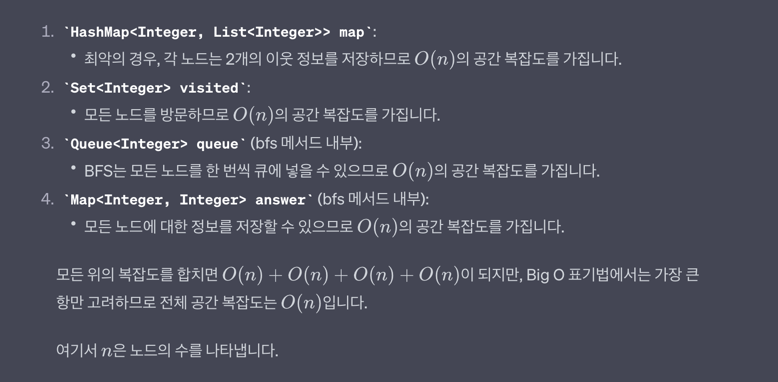 1. `HashMap<Integer, List<Integer>> map`:
• 최악의 경우, 각 노드는 2개의 이웃 정보를 저장하므로 O(n)의 공간 복잡도를 가집니다.
2. `Set<Integer> visited`:
• 모든 노드를 방문하므로 O(n)의 공간 복잡도를 가집니다.
3. `Queue<Integer> queue` (bfs 메서드 내부):
• BFS는 모든 노드를 한 번씩 큐에 넣을 수 있으므로 O(n)의 공간 복잡도를 가집니다.
4. `Map<Integer, Integer> answer` (bfs 메서드 내부):
• 모든 노드에 대한 정보를 저장할 수 있으므로 O(n)의 공간 복잡도를 가집니다.
모든 위의 복잡도를 합치면 O(n) + O(n) + O(n) + O(n)이 되지만, Big O 표기법에서는 가장 큰
항만 고려하므로 전체 공간 복잡도는 O(n)입니다.
여기서 n은 노드의 수를 나타냅니다.